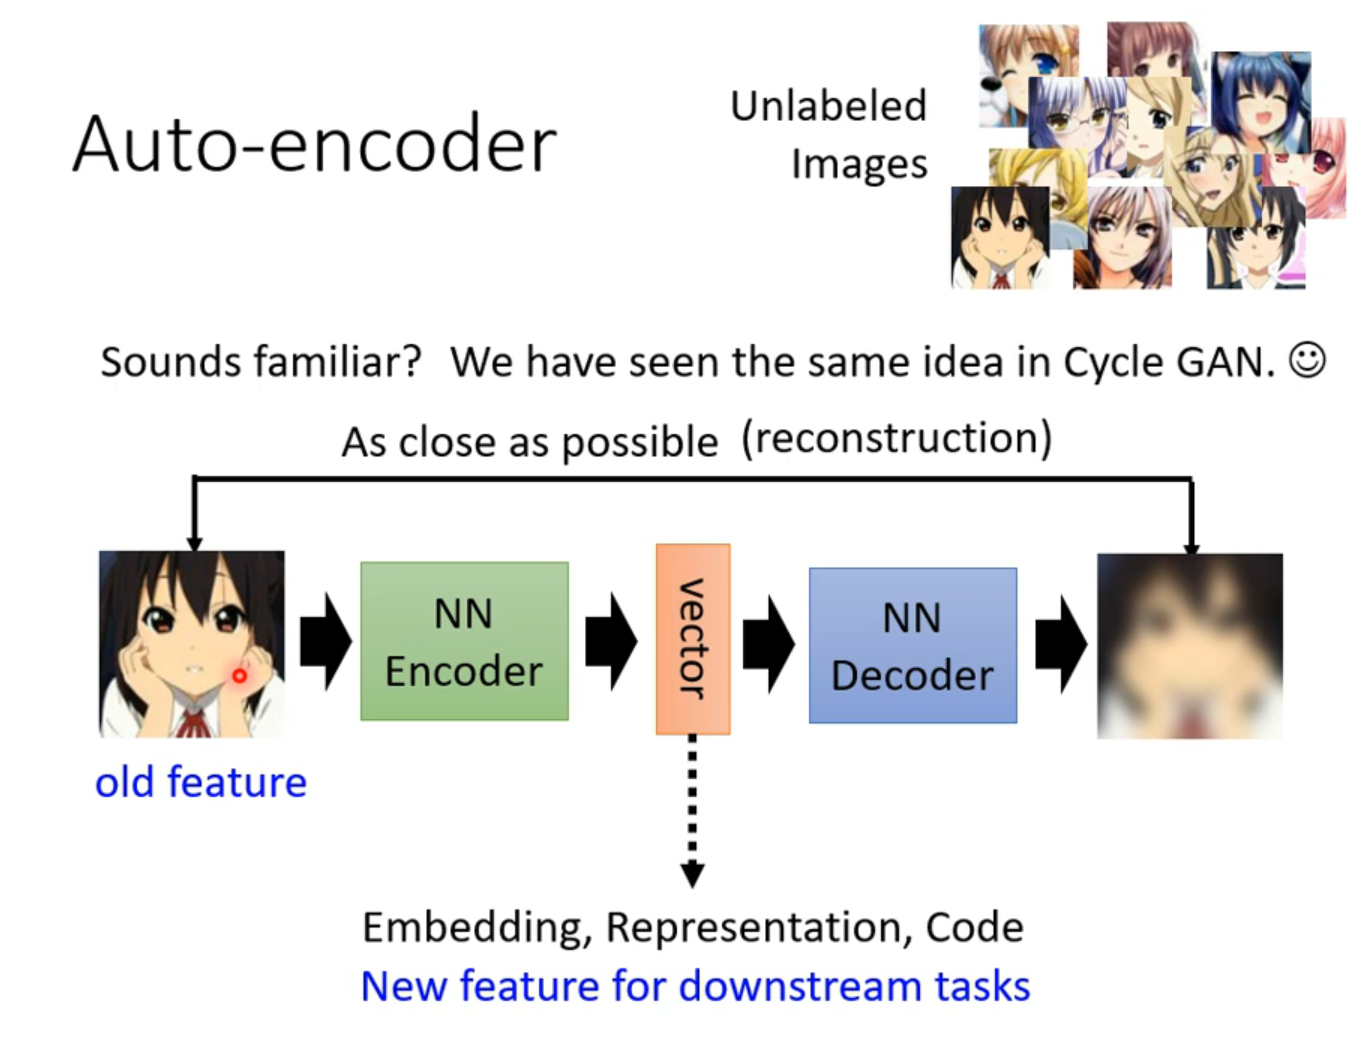 Auto-encoder
Unlabeled
Images
Sounds familiar? We have seen the same idea in Cycle GAN. ☺
As close as possible (reconstruction)
NN
Encoder
vector
NN
Decoder
old feature
Embedding, Representation, Code
New feature for downstream tasks